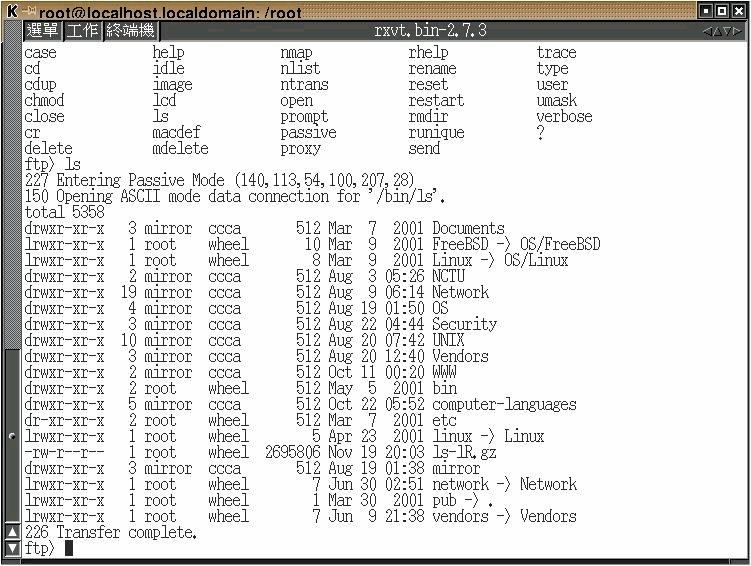 root@localhost.localdomain: /root
選單 工作 終端機 rxvt.bin-2.7.3
case help nmap rhelp trace
cd idle nlist rename type
cdup image ntrans reset user
chmod lcd open restart umask
close ls prompt rmdir verbose
cr macdef passive runique ?
delete mdelete proxy send
ftp> ls
227 Entering Passive Mode (140,113,54,100,207,28)
150 Opening ASCII mode data connection for '/bin/ls'.
total 5358
drwxr-xr-x 3 mirror ccca 512 Mar 7 2001 Documents
lrwxr-xr-x 1 root wheel 10 Mar 9 2001 FreeBSD -> OS/FreeBSD
lrwxr-xr-x 1 root wheel 8 Mar 9 2001 Linux -> OS/Linux
drwxr-xr-x 2 mirror ccca 512 Aug 3 05:26 NCTU
drwxr-xr-x 19 mirror ccca 512 Aug 9 06:14 Network
drwxr-xr-x 4 mirror ccca 512 Aug 19 01:50 OS
drwxr-xr-x 3 mirror ccca 512 Aug 22 04:44 Security
drwxr-xr-x 10 mirror ccca 512 Aug 20 07:42 UNIX
drwxr-xr-x 3 mirror ccca 512 Aug 20 12:40 Vendors
drwxr-xr-x 2 mirror ccca 512 Oct 11 00:20 WWW
drwxr-xr-x 2 root wheel 512 May 5 2001 bin
drwxr-xr-x 5 mirror ccca 512 Oct 22 05:52 computer-languages
dr-xr-xr-x 2 root wheel 512 Mar 7 2001 etc
lrwxr-xr-x 1 root wheel 5 Apr 23 2001 linux -> Linux
-rw-r--r-- 1 root wheel 2695806 Nov 19 20:03 ls-lR.gz
drwxr-xr-x 3 mirror ccca 512 Aug 19 01:38 mirror
lrwxr-xr-x 1 root wheel 7 Jun 30 02:51 network -> Network
lrwxr-xr-x 1 root wheel 1 Mar 30 2001 pub -> .
lrwxr-xr-x 1 root wheel 7 Jun 9 21:38 vendors -> Vendors
226 Transfer complete.
ftp>